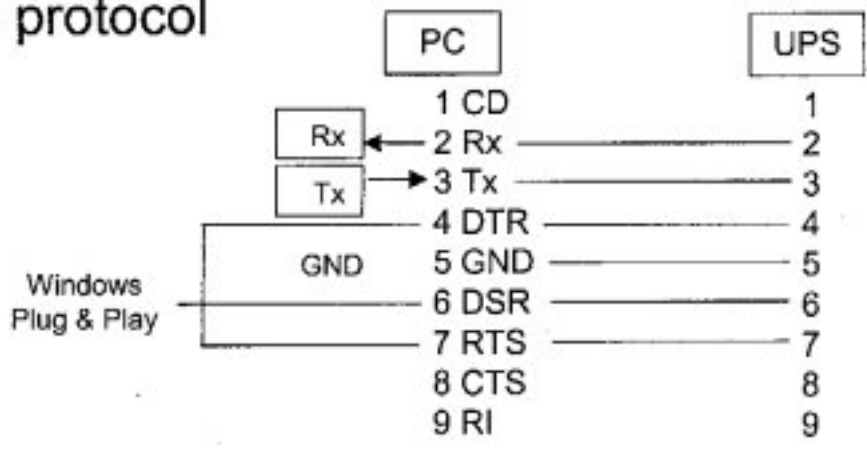 protocol
PC UPS
1 CD 1
Rx 2 Rx 2
Tx 3 Tx 3
4 DTR 4
GND 5 GND 5
Windows
Plug & Play
6 DSR 6
7 RTS 7
8 CTS 8
9 RI 9